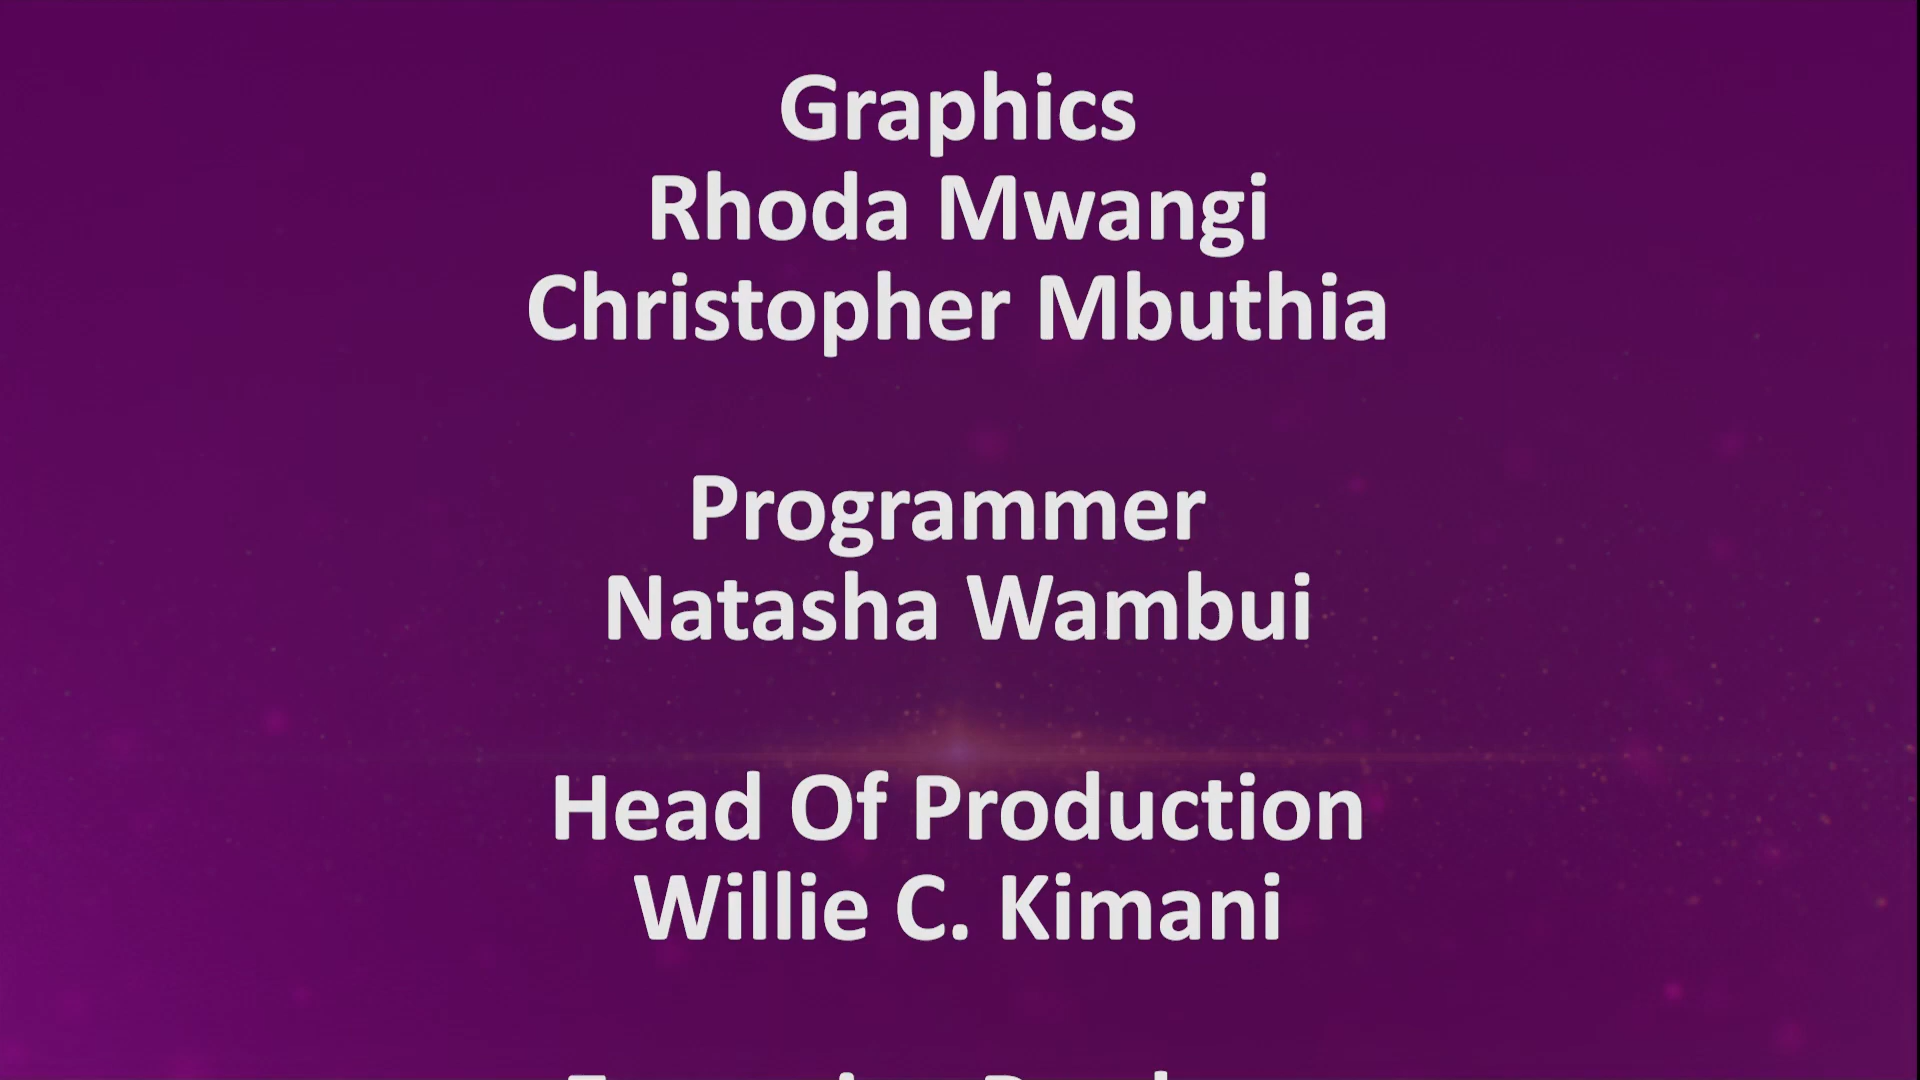 Graphics
Rhoda Mwangi
Christopher Mbuthia
Programmer
Natasha Wambui
Head Of Production
Willie C. Kimani